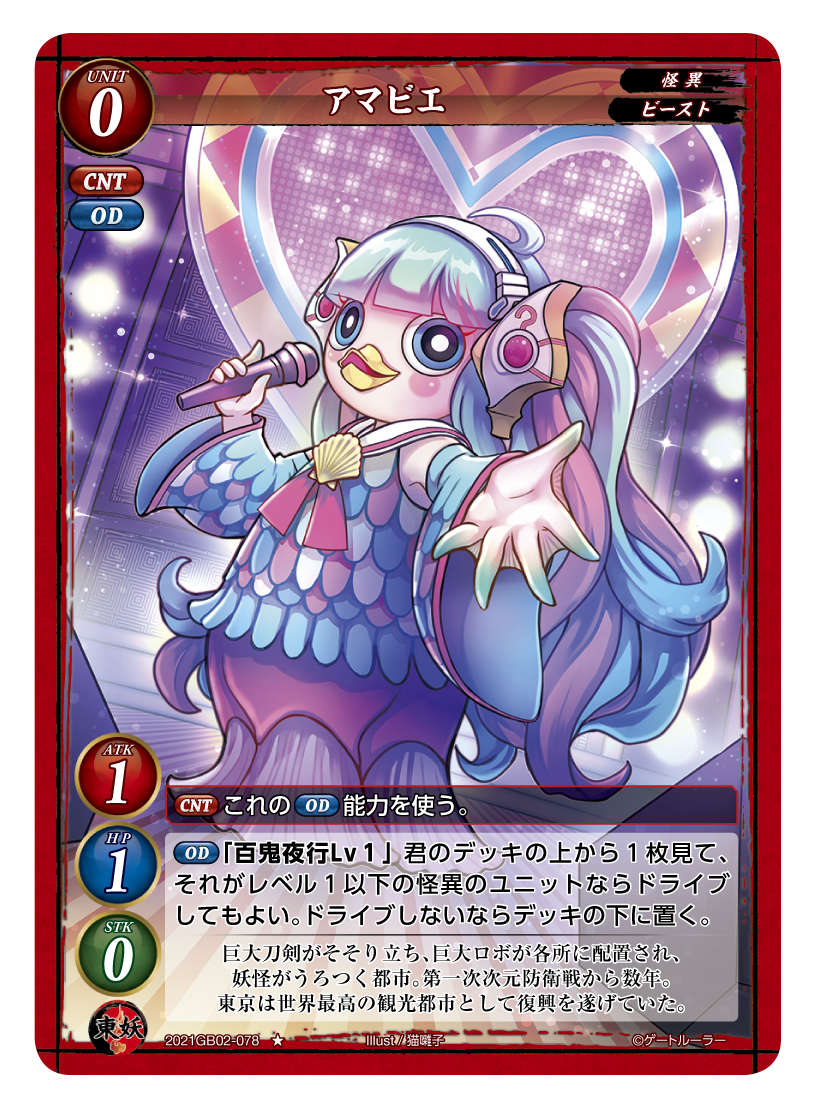 UNIT
0
アマビエ
怪異
ビースト
CNT
OD
?
ATK
1
HP
1
STK
0
CNT これの OD 能力を使う。
OD 「百鬼夜行Lv１」君のデッキの上から１枚見て、
それがレベル１以下の怪異のユニットならドライブ
してもよい。ドライブしないならデッキの下に置く。
巨大刀剣がそそり立ち、巨大ロボが各所に配置され、
妖怪がうろつく都市。第一次次元防衛戦から数年。
東京は世界最高の観光都市として復興を遂げていた。
東妖
2021GB02-078 ★ Illust / 猫囃子 ©ゲートルーラー